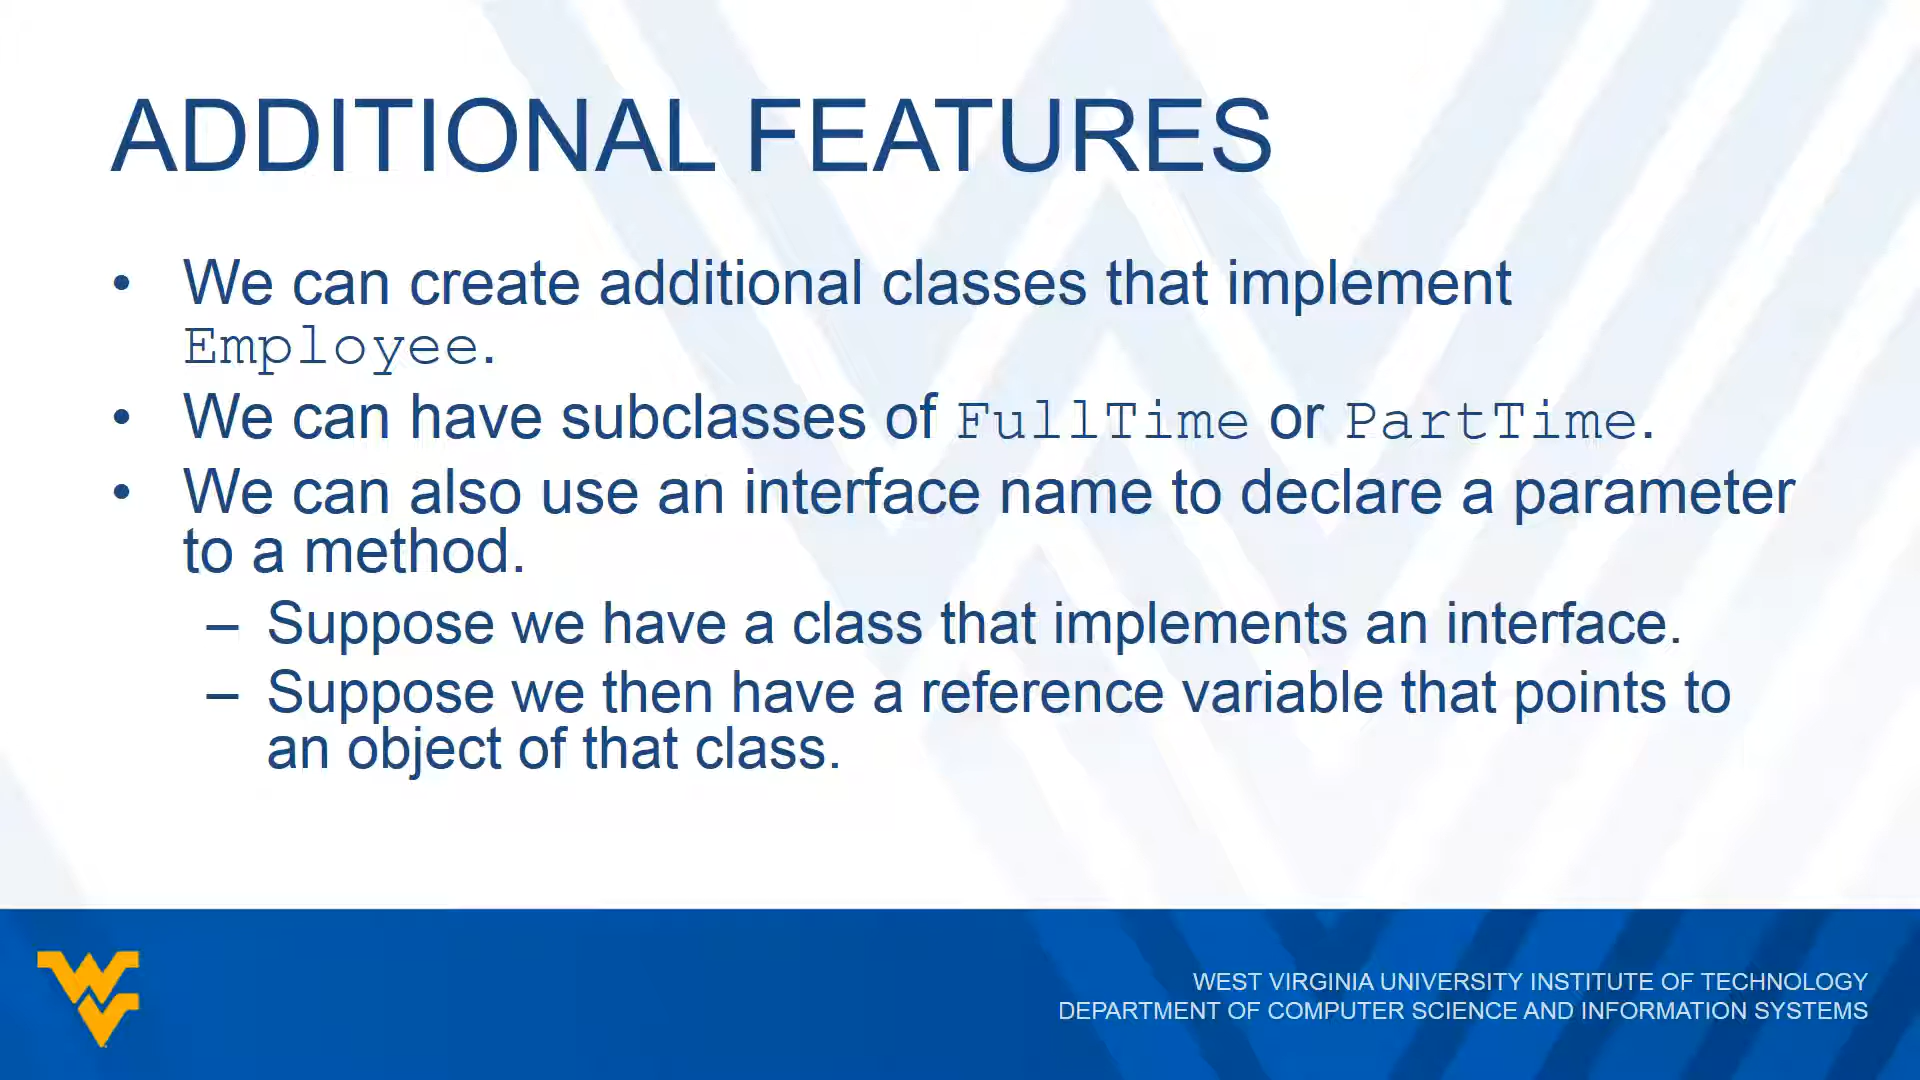 ADDITIONAL FEATURES
• We can create additional classes that implement
Employee.
• We can have subclasses of FullTime or PartTime.
• We can also use an interface name to declare a parameter
to a method.
– Suppose we have a class that implements an interface.
– Suppose we then have a reference variable that points to
an object of that class.
WEST VIRGINIA UNIVERSITY INSTITUTE OF TECHNOLOGY
DEPARTMENT OF COMPUTER SCIENCE AND INFORMATION SYSTEMS